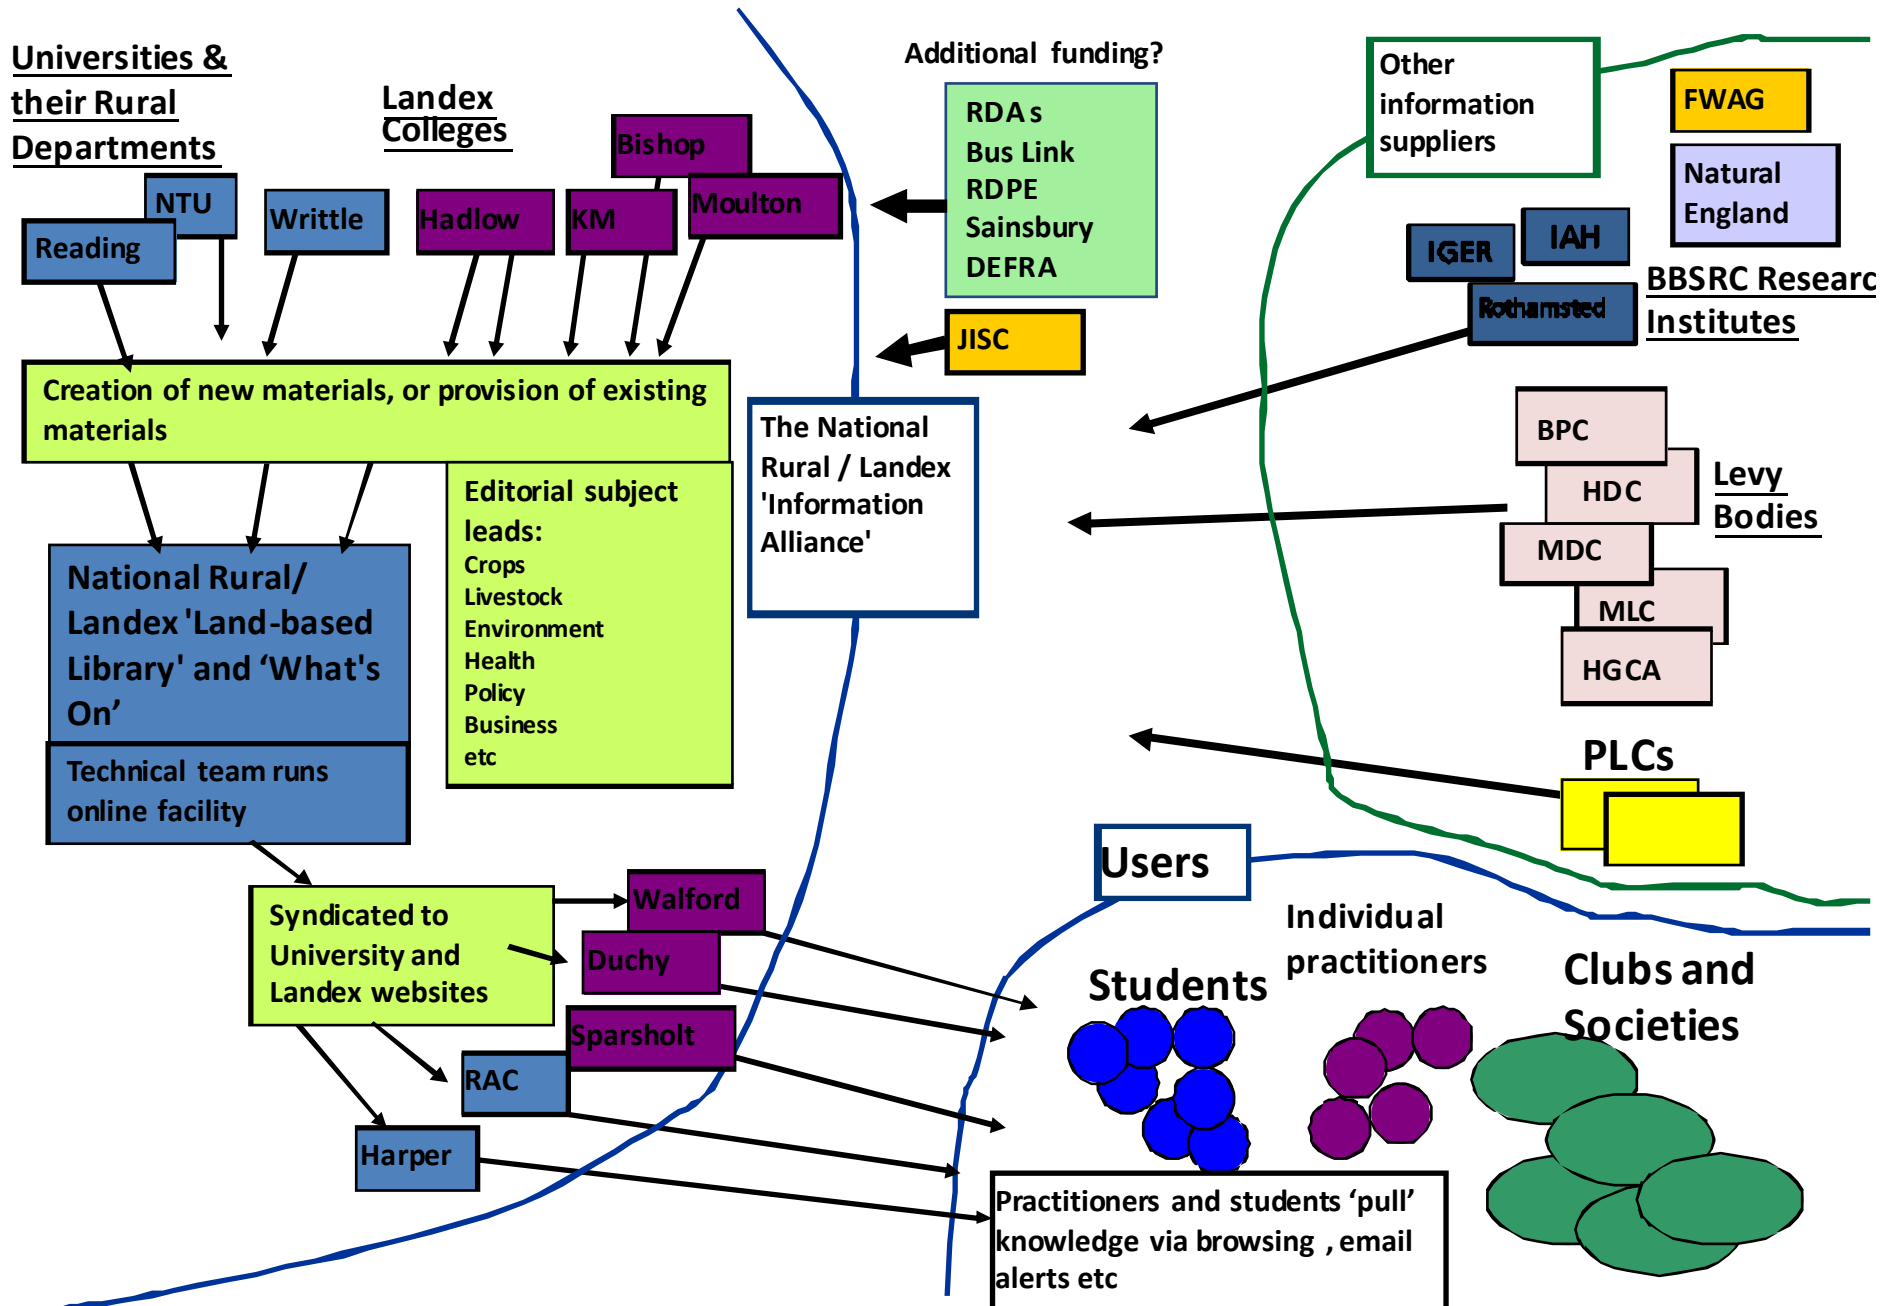 Universities &
their Rural
Departments
Landex
Colleges
NTU
Reading
Writtle
Hadlow
KM
Bishop
Moulton
Additional funding?
RDAs
Bus Link
RDPE
Sainsbury
DEFRA
JISC
Other
information
suppliers
FWAG
Natural
England
IGER
IAH
Rothamsted
BBSRC Researc
Institutes
Creation of new materials, or provision of existing
materials
Editorial subject
leads:
Crops
Livestock
Environment
Health
Policy
Business
etc
The National
Rural / Landex
'Information
Alliance'
BPC
HDC
MDC
MLC
HGCA
Levy
Bodies
National Rural/
Landex 'Land-based
Library' and ‘What's
On’
Technical team runs
online facility
PLCs
Syndicated to
University and
Landex websites
Walford
Duchy
Sparsholt
RAC
Harper
Users
Students
Individual
practitioners
Clubs and
Societies
Practitioners and students ‘pull’
knowledge via browsing , email
alerts etc